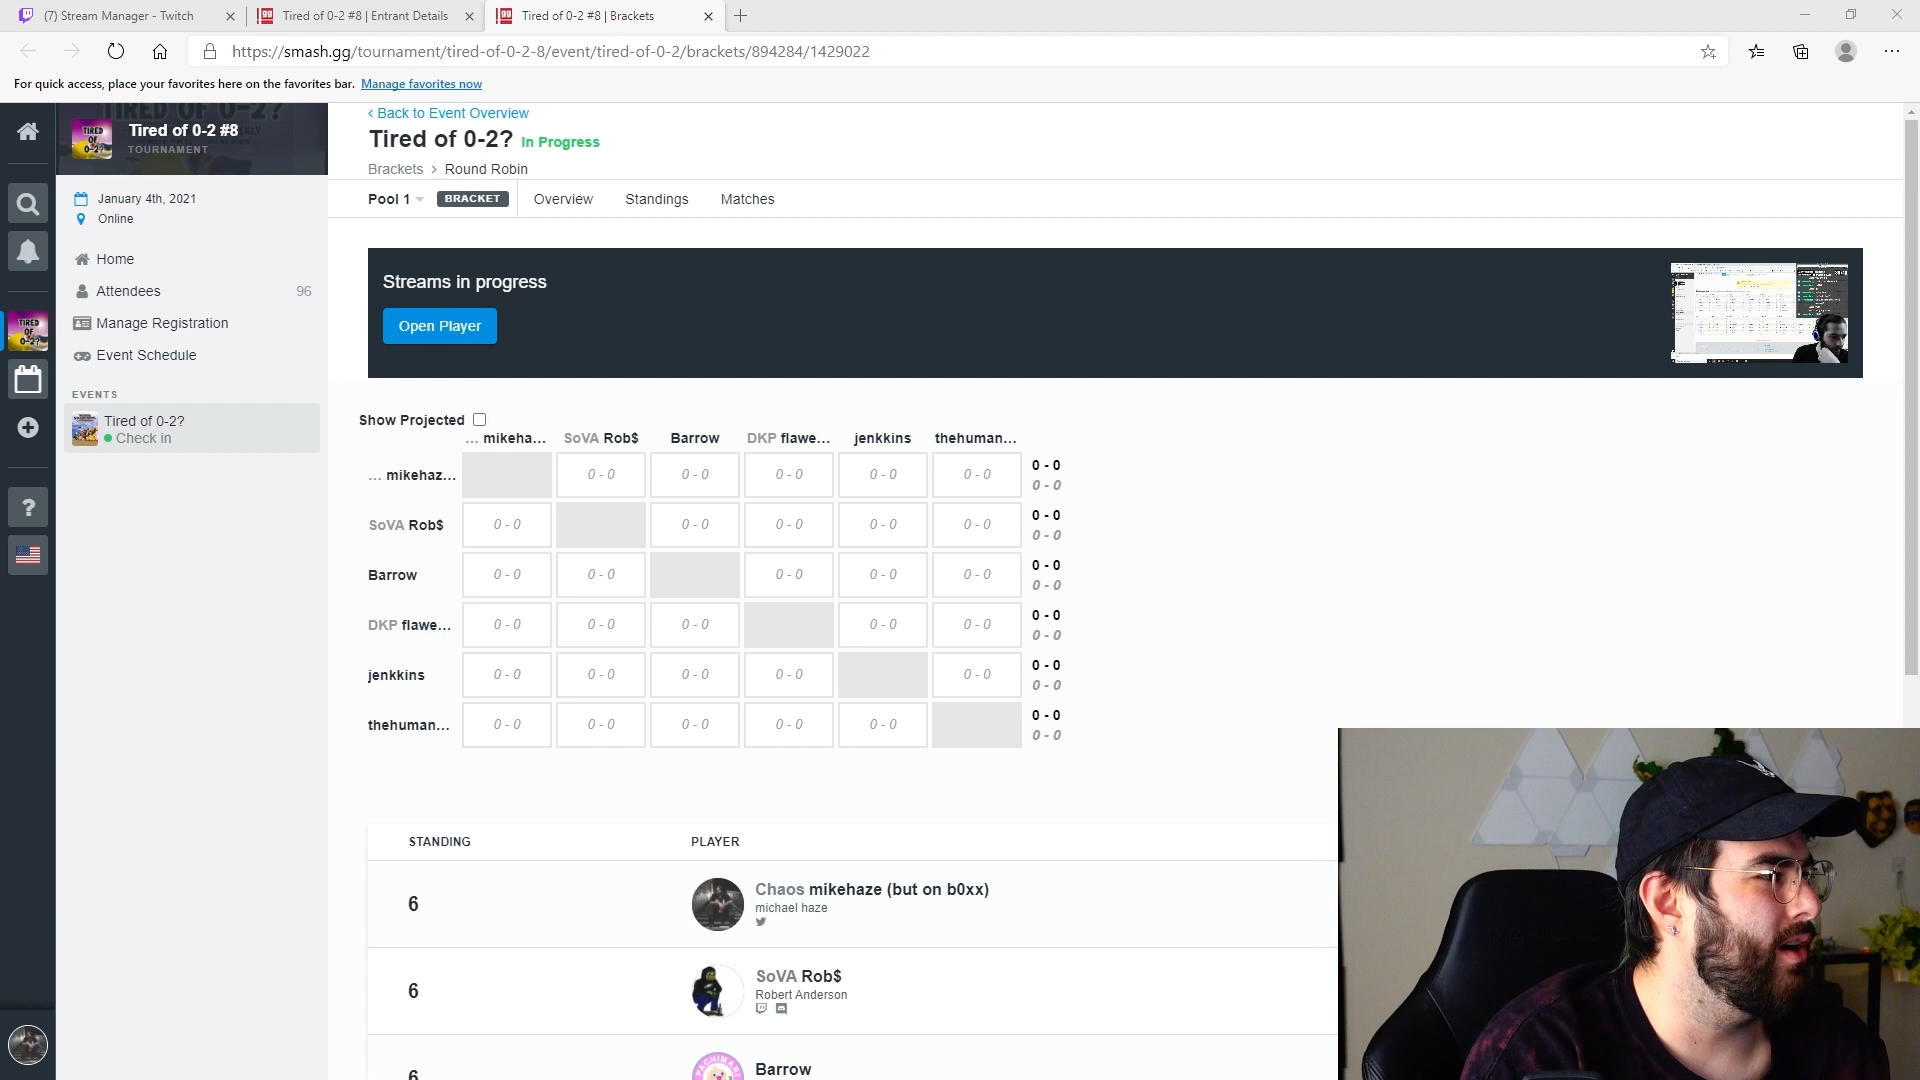 (7) Stream Manager - Twitch
Tired of 0-2 #8 | Entrant Details
Tired of 0-2 #8 | Brackets
https://smash.gg/tournament/tired-of-0-2-8/event/tired-of-0-2/brackets/894284/1429022
For quick access, place your favorites here on the favorites bar. Manage favorites now
TIRED OF 0-2?
Tired of 0-2 #8
TOURNAMENT
January 4th, 2021
Online
Home
Attendees 96
Manage Registration
Event Schedule
EVENTS
Tired of 0-2?
Check in
TIRED OF 0-2?
?
< Back to Event Overview
Tired of 0-2? In Progress
Brackets > Round Robin
Pool 1 BRACKET Overview Standings Matches
Streams in progress
Open Player
Show Projected
... mikeha... SoVA Rob$ Barrow DKP flawe... jenkkins thehuman...
... mikehaz... 0 - 0 0 - 0 0 - 0 0 - 0 0 - 0 0 - 0
0 - 0
SoVA Rob$ 0 - 0 0 - 0 0 - 0 0 - 0 0 - 0 0 - 0
0 - 0
Barrow 0 - 0 0 - 0 0 - 0 0 - 0 0 - 0 0 - 0
0 - 0
DKP flawe... 0 - 0 0 - 0 0 - 0 0 - 0 0 - 0 0 - 0
0 - 0
jenkkins 0 - 0 0 - 0 0 - 0 0 - 0 0 - 0 0 - 0
0 - 0
thehuman... 0 - 0 0 - 0 0 - 0 0 - 0 0 - 0 0 - 0
0 - 0
STANDING PLAYER
6 Chaos mikehaze (but on b0xx)
michael haze
6 SoVA Rob$
Robert Anderson
6 Barrow
PACHIMARI